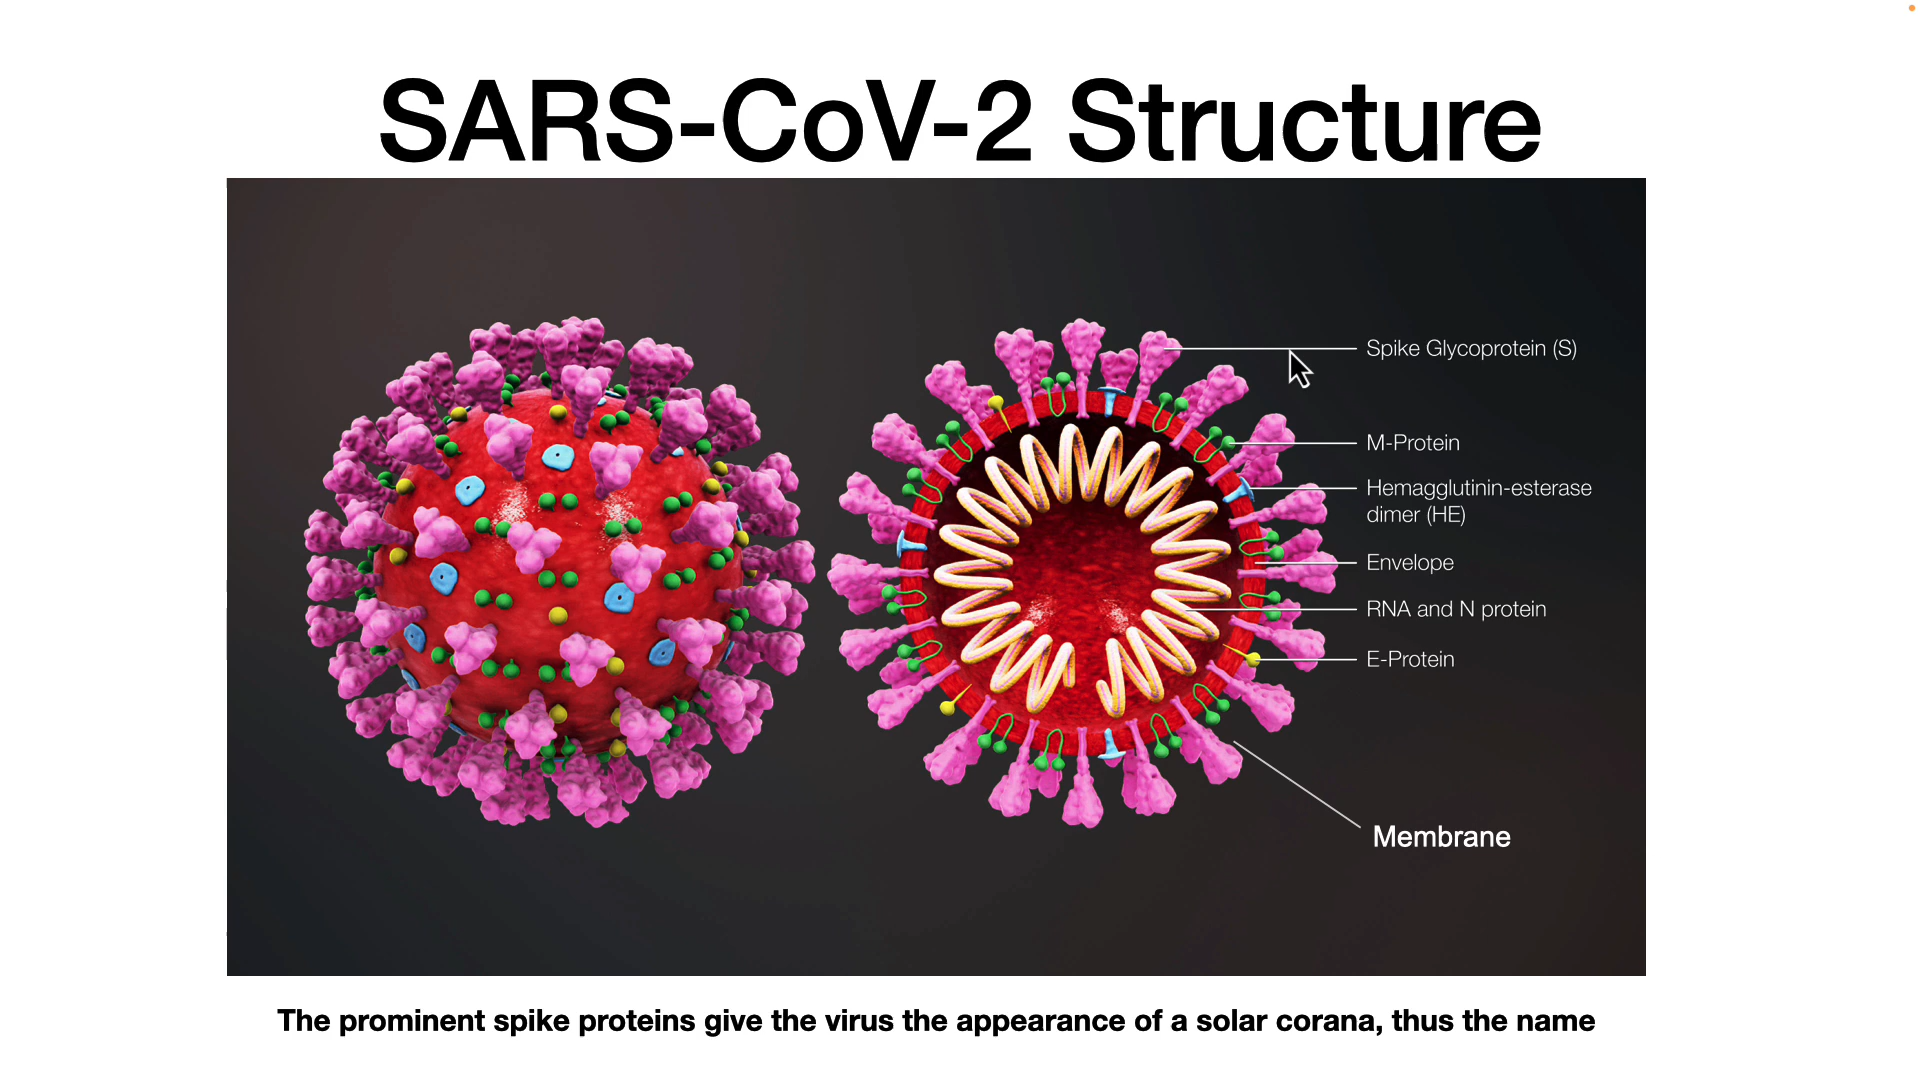 SARS-CoV-2 Structure
Spike Glycoprotein (S)
M-Protein
Hemagglutinin-esterase
dimer (HE)
Envelope
RNA and N protein
E-Protein
Membrane
The prominent spike proteins give the virus the appearance of a solar corana, thus the name